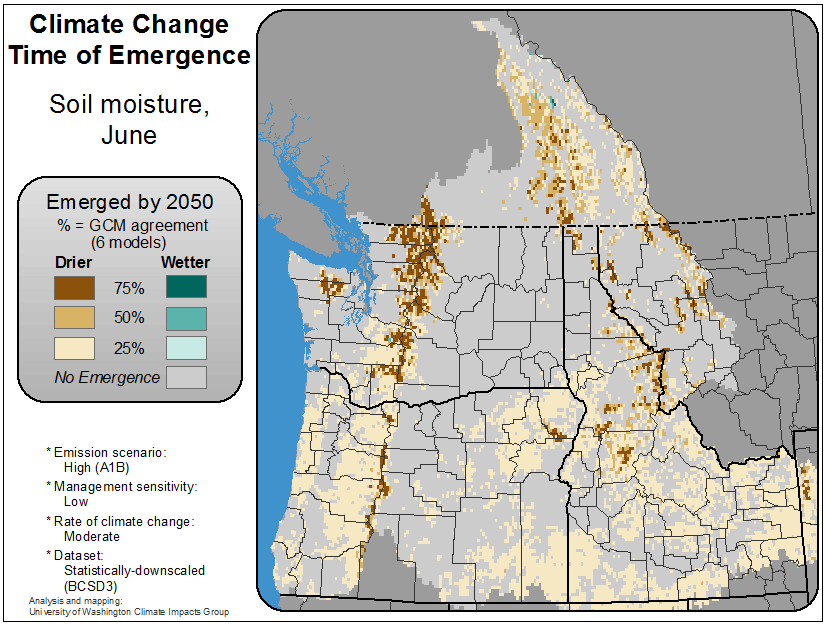 Climate Change
Time of Emergence
Soil moisture,
June
Emerged by 2050
% = GCM agreement
(6 models)
Drier Wetter
75%
50%
25%
No Emergence
* Emission scenario:
High (A1B)
* Management sensitivity:
Low
* Rate of climate change:
Moderate
* Dataset:
Statistically-downscaled
(BCSD3)
Analysis and mapping:
University of Washington Climate Impacts Group